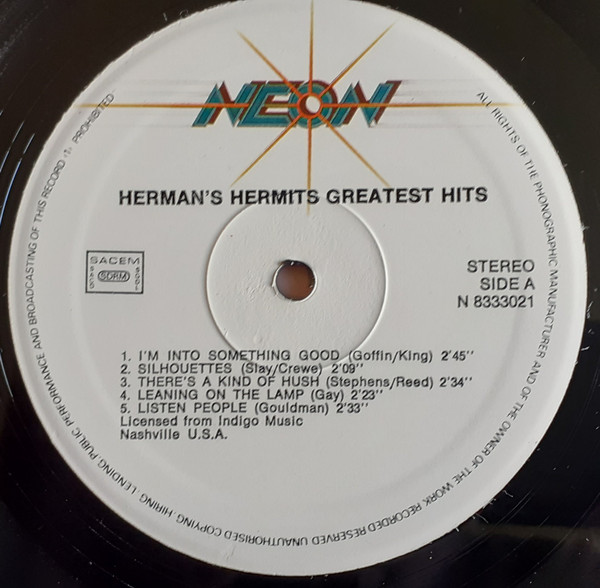 NEON
HERMAN'S HERMITS GREATEST HITS
SACEM
SDRM
SACD
SGDL
STEREO
SIDE A
N 8333021
1. I'M INTO SOMETHING GOOD (Goffin/King) 2'45''
2. SILHOUETTES (Slay/Crewe) 2'09''
3. THERE'S A KIND OF HUSH (Stephens/Reed) 2'34''
4. LEANING ON THE LAMP (Gay) 2'23''
5. LISTEN PEOPLE (Gouldman) 2'33''
Licensed from Indigo Music
Nashville U.S.A.
ALL RIGHTS OF THE PHONOGRAPHIC MANUFACTURER AND OF THE OWNER OF THE WORK RECORDED RESERVED UNAUTHORISED COPYING, HIRING, LENDING, PUBLIC PERFORMANCE AND BROADCASTING OF THIS RECORD PROHIBITED